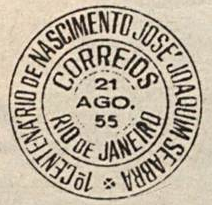 1º CENTENÁRIO DE NASCIMENTO JOSÉ JOAQUIM SEABRA
CORREIOS
21
AGO.
55
RIO DE JANEIRO